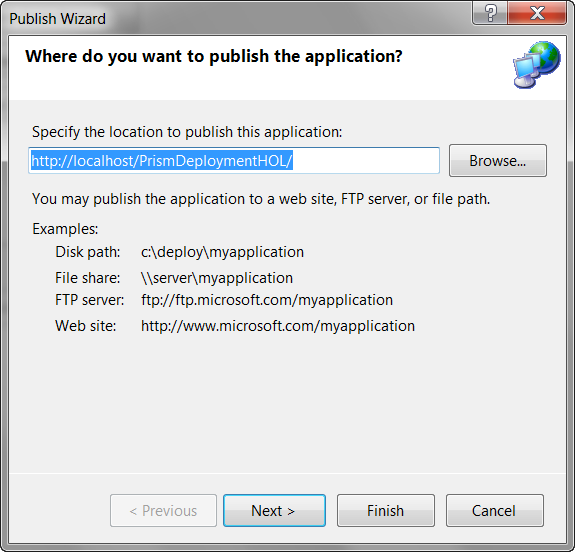 Publish Wizard
?
Where do you want to publish the application?
Specify the location to publish this application:
http://localhost/PrismDeploymentHOL/
Browse...
You may publish the application to a web site, FTP server, or file path.
Examples:
Disk path: c:\deploy\myapplication
File share: \\server\myapplication
FTP server: ftp://ftp.microsoft.com/myapplication
Web site: http://www.microsoft.com/myapplication
< Previous Next > Finish Cancel